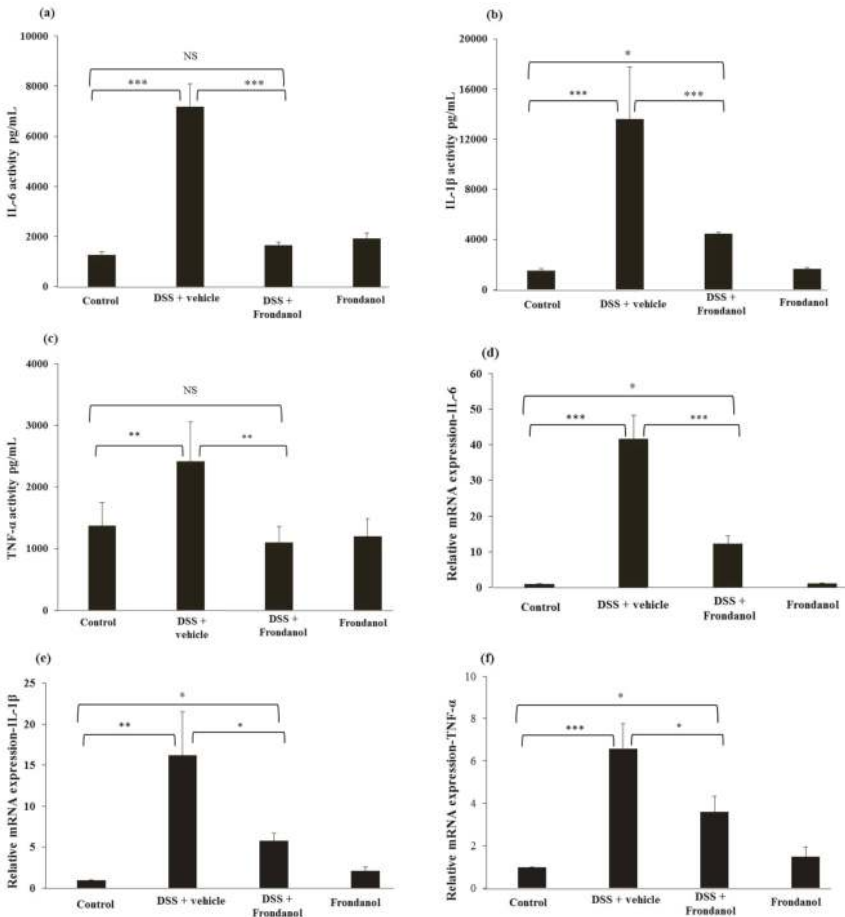 (a)
NS
***
***
10000
8000
6000
4000
2000
0
IL-6 activity pg/mL
Control
DSS + vehicle
DSS +
Frondanol
Frondanol
(b)
*
***
***
20000
16000
12000
8000
4000
0
IL-1β activity pg/mL
Control
DSS + vehicle
DSS +
Frondanol
Frondanol
(c)
NS
**
**
4000
3000
2000
1000
0
TNF-α activity pg/mL
Control
DSS +
vehicle
DSS +
Frondanol
Frondanol
(d)
*
***
***
60
50
40
30
20
10
0
Relative mRNA expression-IL-6
Control
DSS + vehicle
DSS +
Frondanol
Frondanol
(e)
*
**
*
25
20
15
10
5
0
Relative mRNA expression-IL-1β
Control
DSS + vehicle
DSS +
Frondanol
Frondanol
(f)
*
***
*
10
8
6
4
2
0
Relative mRNA expression-TNF-α
Control
DSS + vehicle
DSS + Frondanol
Frondanol